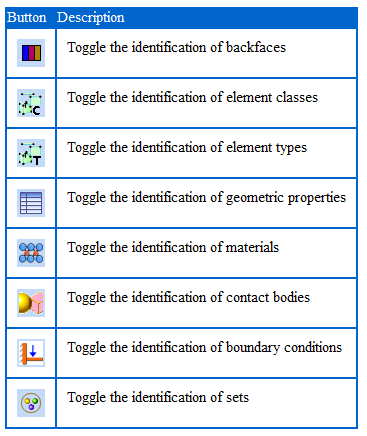 Button Description
Toggle the identification of backfaces
Toggle the identification of element classes
C
Toggle the identification of element types
T
Toggle the identification of geometric properties
Toggle the identification of materials
Toggle the identification of contact bodies
Toggle the identification of boundary conditions
Toggle the identification of sets